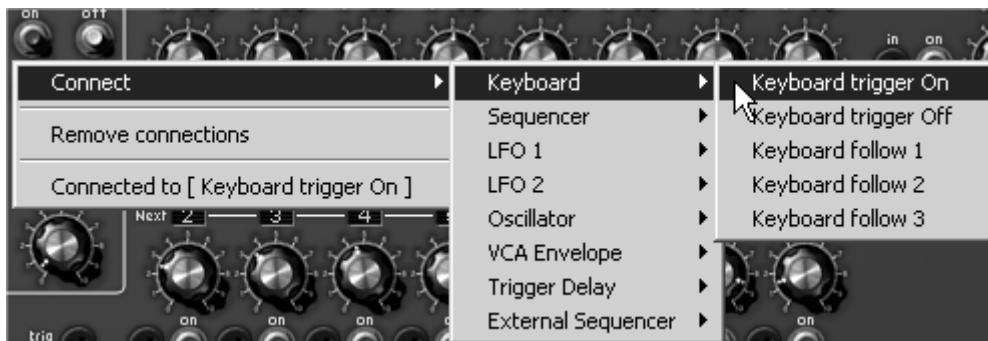 on off
in on
Connect
Remove connections
Connected to [ Keyboard trigger On ]
Keyboard
Sequencer
LFO 1
LFO 2
Oscillator
VCA Envelope
Trigger Delay
External Sequencer
Keyboard trigger On
Keyboard trigger Off
Keyboard follow 1
Keyboard follow 2
Keyboard follow 3
Next 2 3 4
trig on on on on